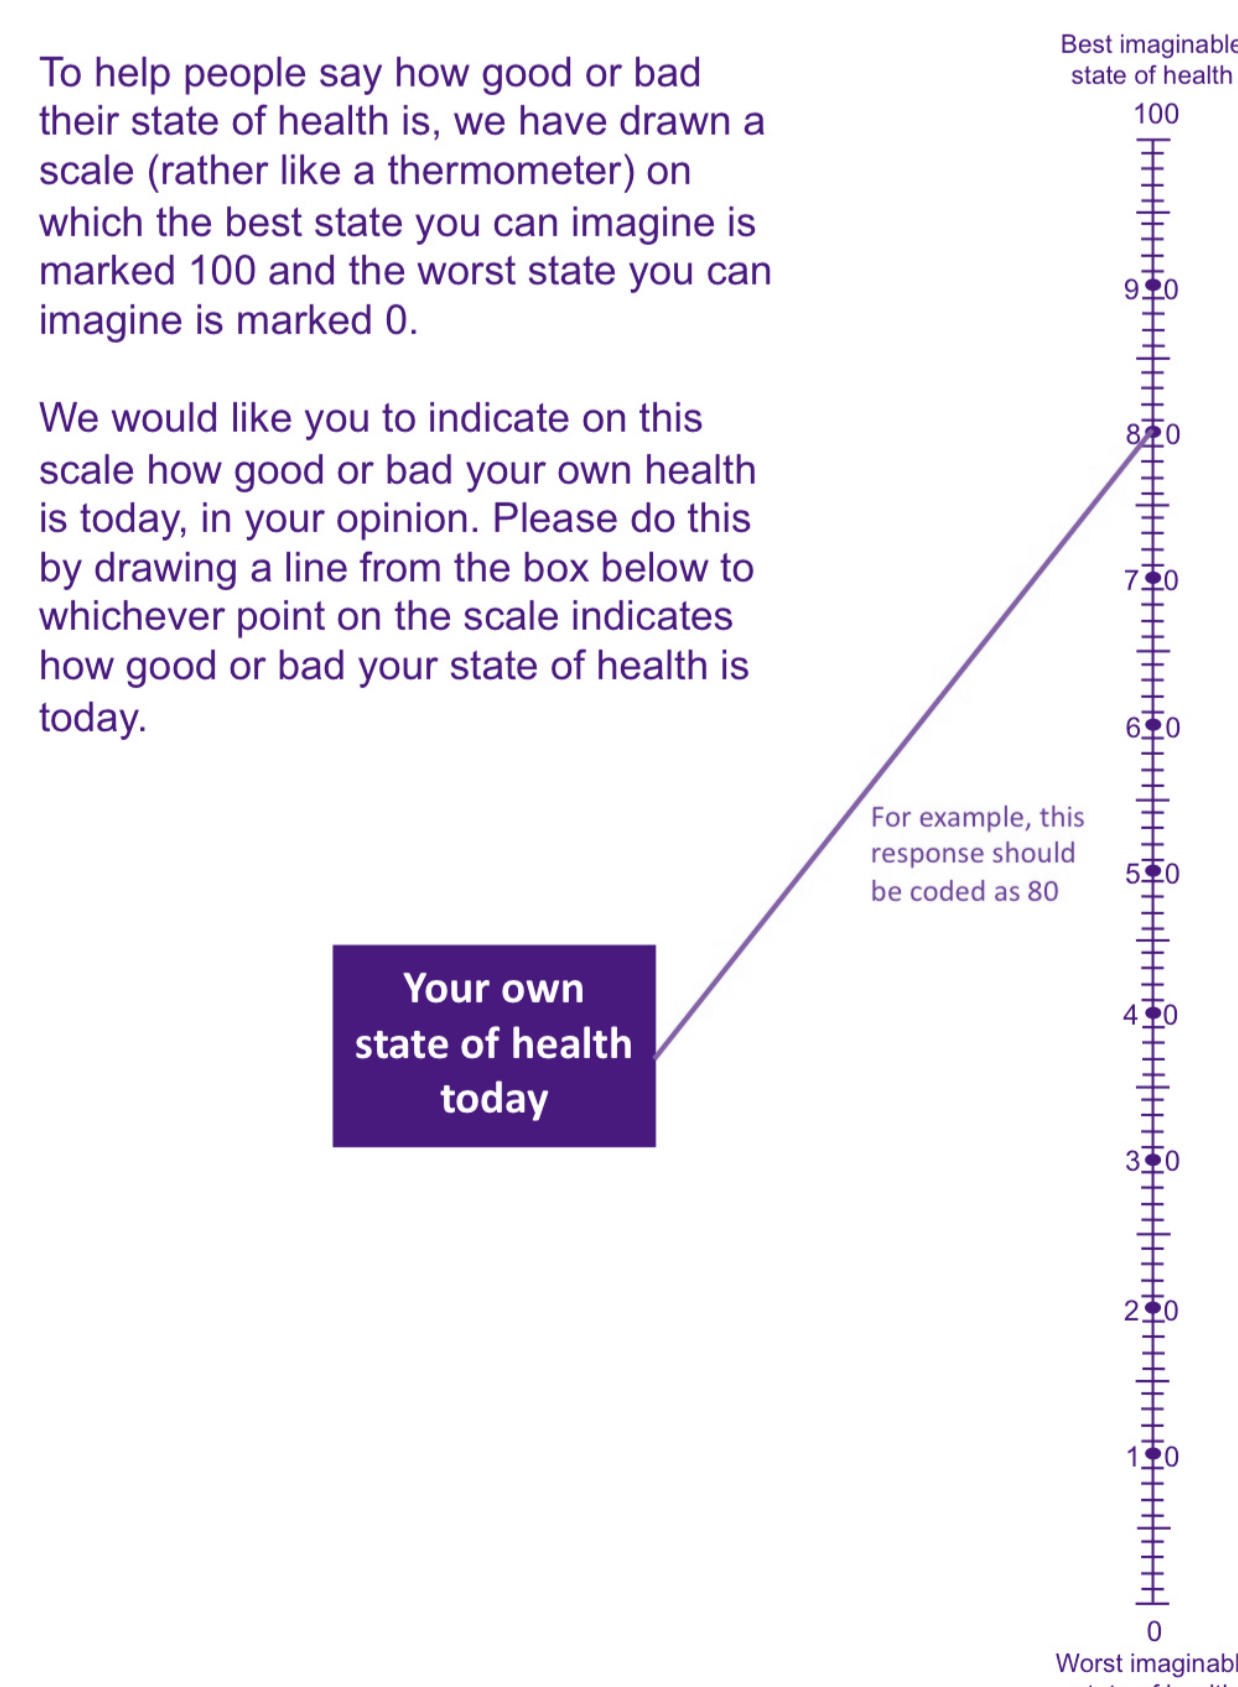 To help people say how good or bad
their state of health is, we have drawn a
scale (rather like a thermometer) on
which the best state you can imagine is
marked 100 and the worst state you can
imagine is marked 0.
We would like you to indicate on this
scale how good or bad your own health
is today, in your opinion. Please do this
by drawing a line from the box below to
whichever point on the scale indicates
how good or bad your state of health is
today.
For example, this
response should
be coded as 80
Your own
state of health
today
Best imaginable
state of health
100
90
80
70
60
50
40
30
20
10
0
Worst imaginabl